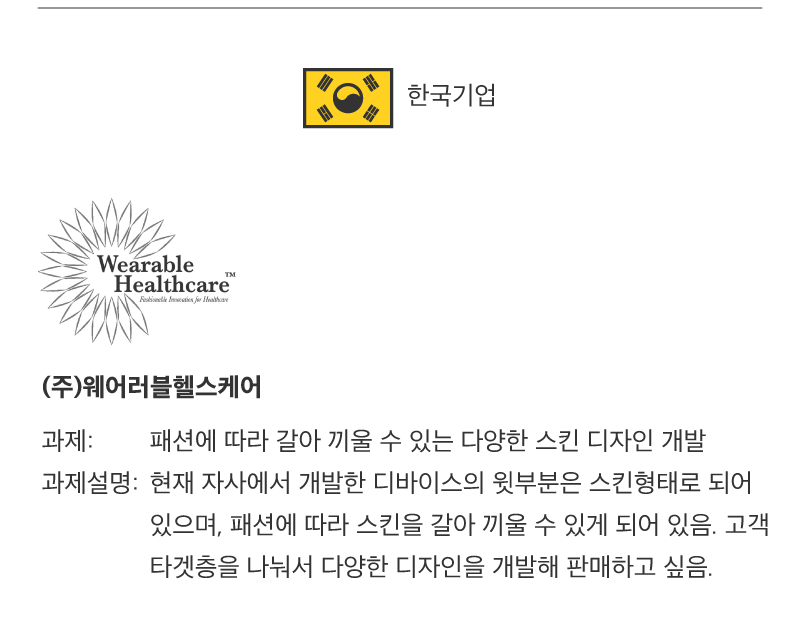 한국기업
Wearable
Healthcare™
Fashionable Innovation for Healthcare
(주)웨어러블헬스케어
과제: 패션에 따라 갈아 끼울 수 있는 다양한 스킨 디자인 개발
과제설명: 현재 자사에서 개발한 디바이스의 윗부분은 스킨형태로 되어
있으며, 패션에 따라 스킨을 갈아 끼울 수 있게 되어 있음. 고객
타겟층을 나눠서 다양한 디자인을 개발해 판매하고 싶음.